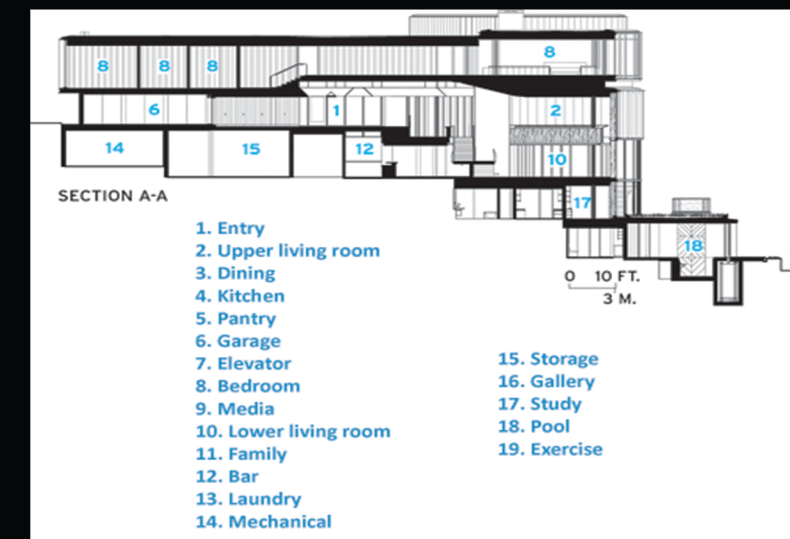 8
8 8 8
6 1 2
14 15 12 10
SECTION A-A
17
18
0 10 FT.
3 M.
1. Entry
2. Upper living room
3. Dining
4. Kitchen
5. Pantry
6. Garage
7. Elevator
8. Bedroom
9. Media
10. Lower living room
11. Family
12. Bar
13. Laundry
14. Mechanical
15. Storage
16. Gallery
17. Study
18. Pool
19. Exercise